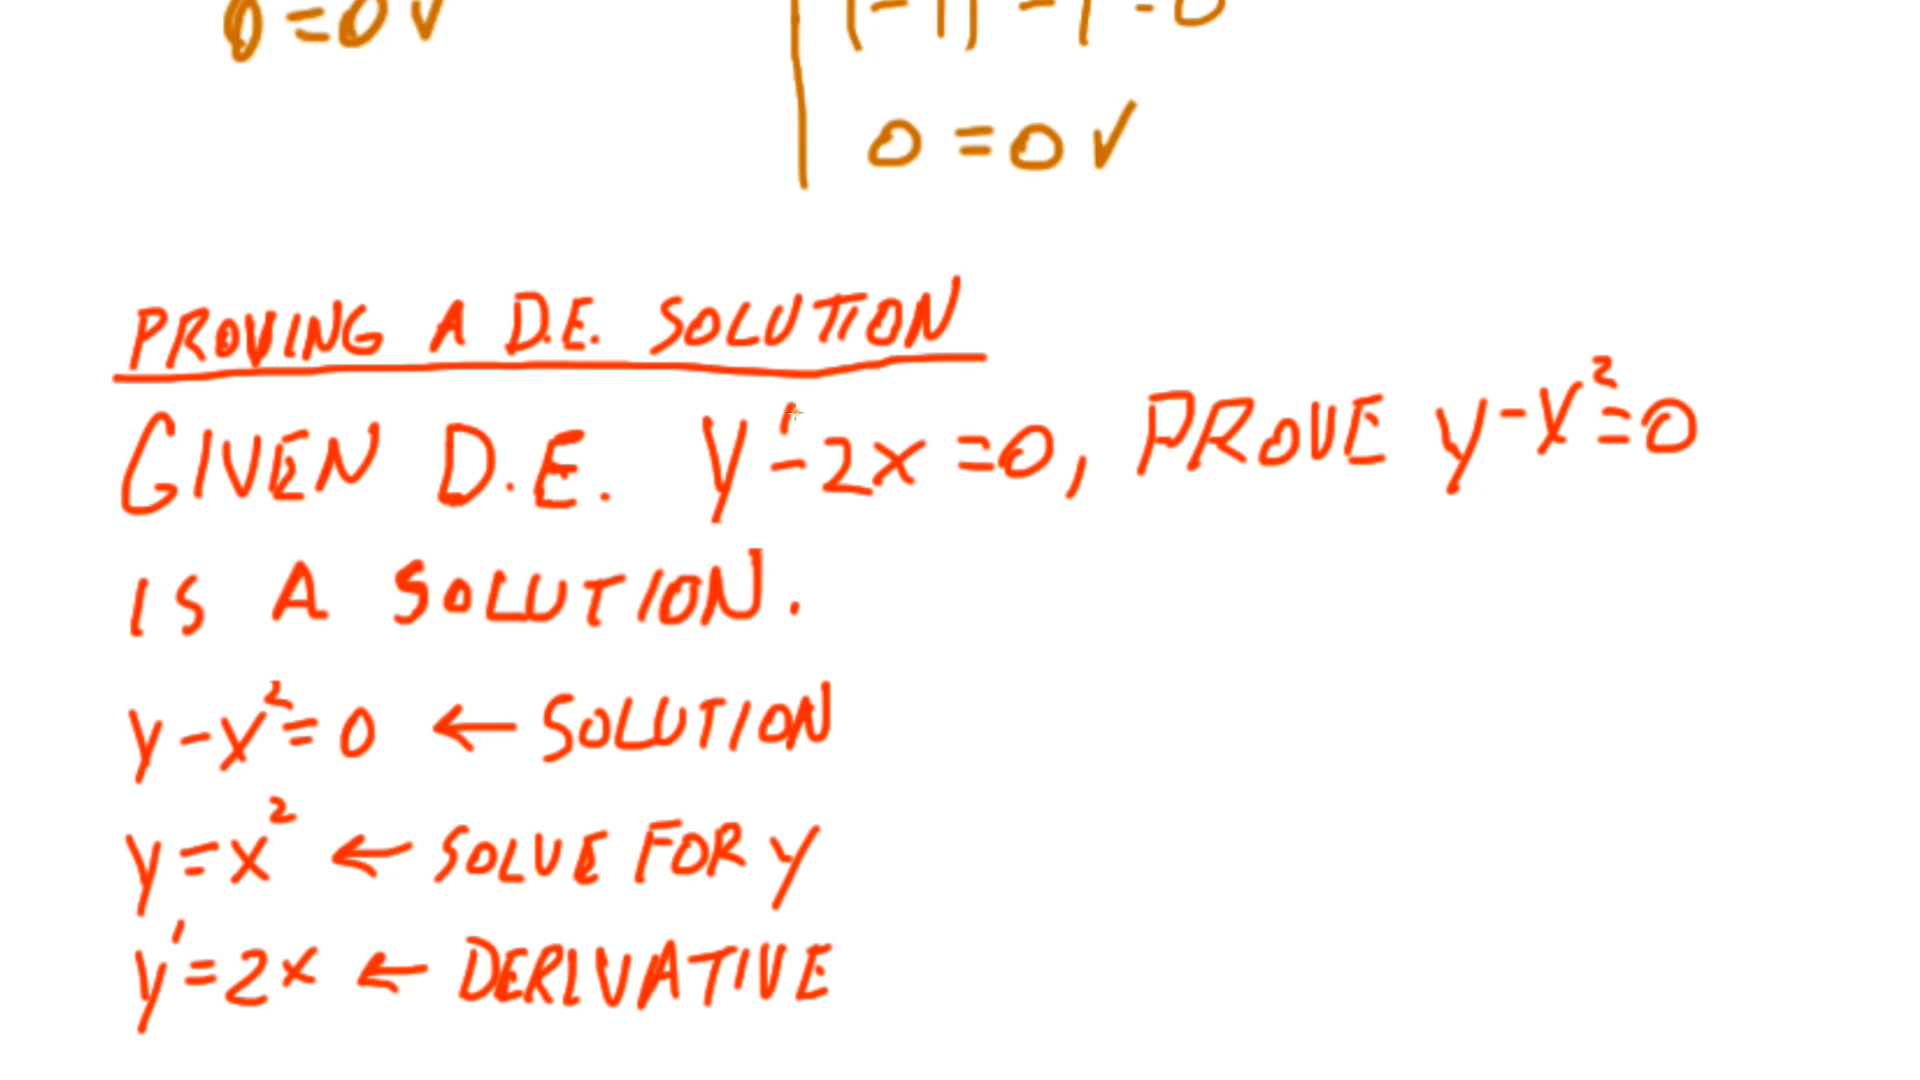 0=0✓
0=0✓
PROVING A D.E. SOLUTION
GIVEN D.E. y'-2x=0, PROVE y-x²=0
IS A SOLUTION.
y-x²=0 ← SOLUTION
y=x² ← SOLVE FOR y
y'=2x ← DERIVATIVE